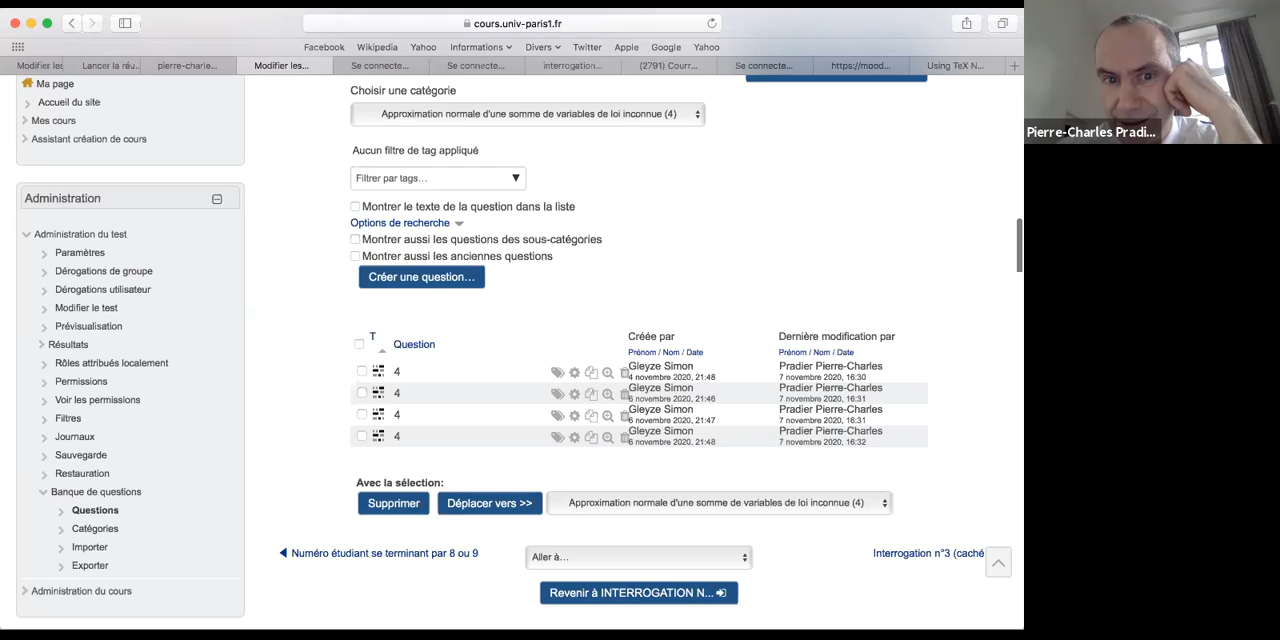 cours.univ-paris1.fr
Facebook Wikipedia Yahoo Informations Divers Twitter Apple Google Yahoo
Modifier les Lancer la réu... pierre-charle... Modifier les... Se connecte... Se connecte... interrogation... (2791) Courr... Se connecte... https://mood... Using TeX N...
Ma page
Accueil du site
Mes cours
Assistant création de cours
Administration
Administration du test
Paramètres
Dérogations de groupe
Dérogations utilisateur
Modifier le test
Prévisualisation
Résultats
Rôles attribués localement
Permissions
Voir les permissions
Filtres
Journaux
Sauvegarde
Restauration
Banque de questions
Questions
Catégories
Importer
Exporter
Administration du cours
Choisir une catégorie
Approximation normale d'une somme de variables de loi inconnue (4)
Aucun filtre de tag appliqué
Filtrer par tags...
Montrer le texte de la question dans la liste
Options de recherche
Montrer aussi les questions des sous-catégories
Montrer aussi les anciennes questions
Créer une question...
T Question Créée par Dernière modification par
Prénom / Nom / Date Prénom / Nom / Date
4 Gleyze Simon Pradier Pierre-Charles
4 novembre 2020, 21:48 7 novembre 2020, 16:30
4 Gleyze Simon Pradier Pierre-Charles
6 novembre 2020, 21:46 7 novembre 2020, 16:31
4 Gleyze Simon Pradier Pierre-Charles
6 novembre 2020, 21:47 7 novembre 2020, 16:31
4 Gleyze Simon Pradier Pierre-Charles
6 novembre 2020, 21:48 7 novembre 2020, 16:32
Avec la sélection:
Supprimer Déplacer vers >> Approximation normale d'une somme de variables de loi inconnue (4)
Numéro étudiant se terminant par 8 ou 9 Aller à... Interrogation n°3 (caché
Revenir à INTERROGATION N...
Pierre-Charles Pradi...